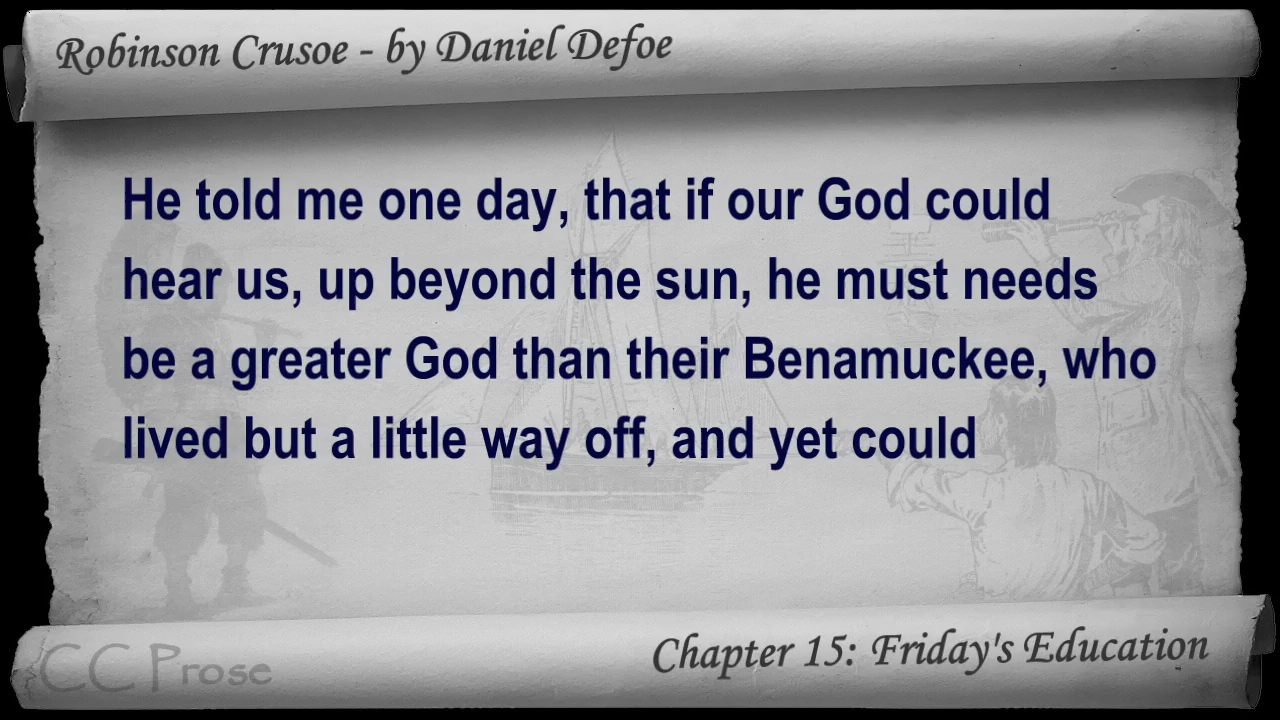 Robinson Crusoe - by Daniel Defoe
He told me one day, that if our God could
hear us, up beyond the sun, he must needs
be a greater God than their Benamuckee, who
lived but a little way off, and yet could
CC Prose
Chapter 15: Friday's Education